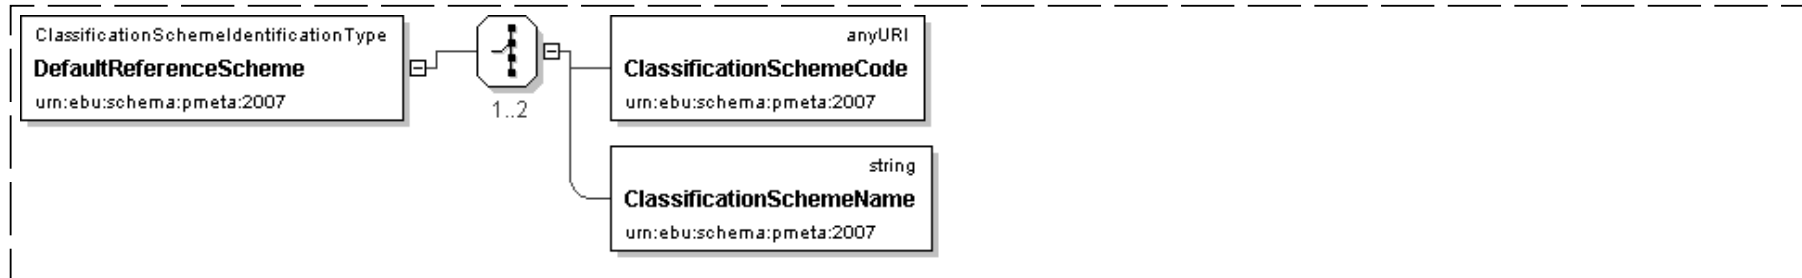 ClassificationSchemeIdentificationType
DefaultReferenceScheme
urn:ebu:schema:pmeta:2007
1..2
anyURI
ClassificationSchemeCode
urn:ebu:schema:pmeta:2007
string
ClassificationSchemeName
urn:ebu:schema:pmeta:2007